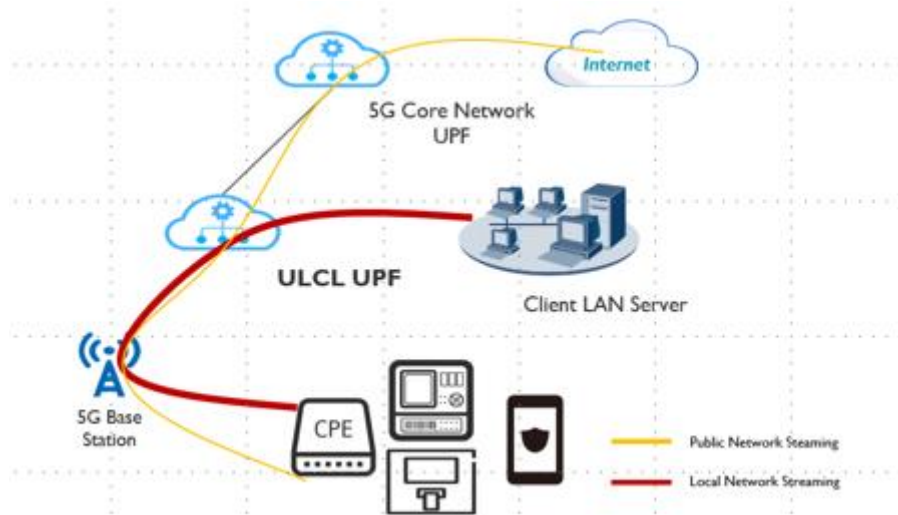 Internet
5G Core Network
UPF
ULCL UPF
Client LAN Server
5G Base
Station
CPE
Public Network Steaming
Local Network Streaming